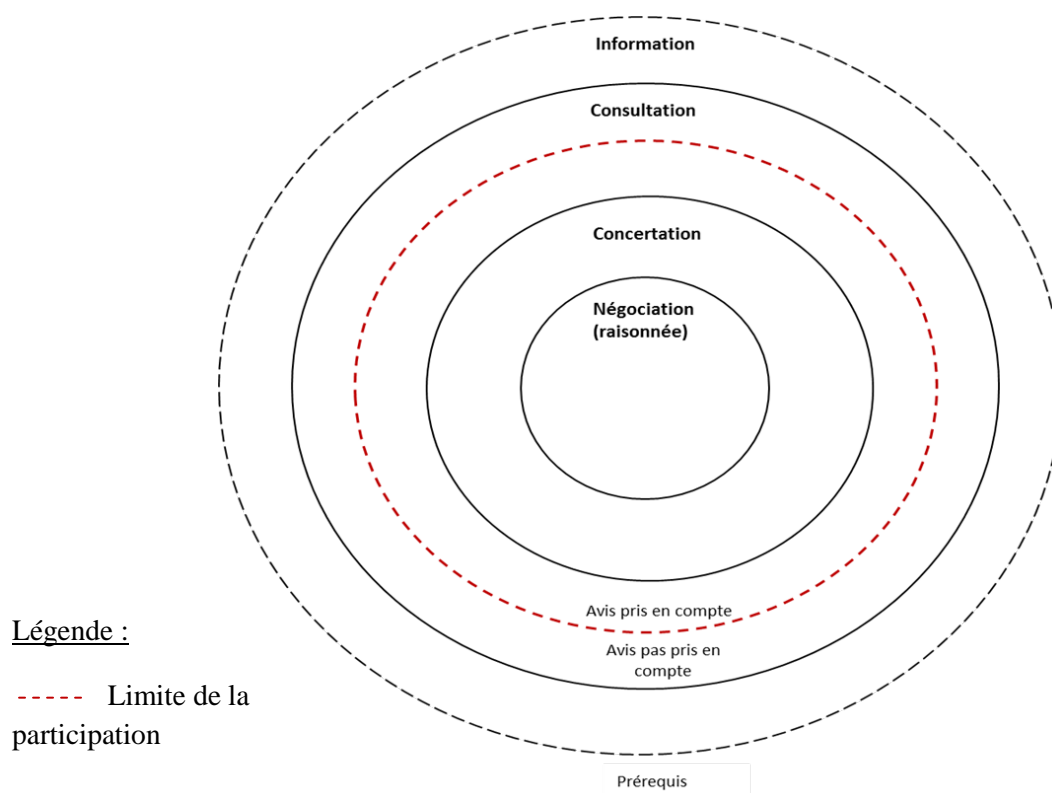 Information
Consultation
Concertation
Négociation
(raisonnée)
Avis pris en compte
Avis pas pris en
compte
Légende :
Limite de la
participation
Prérequis